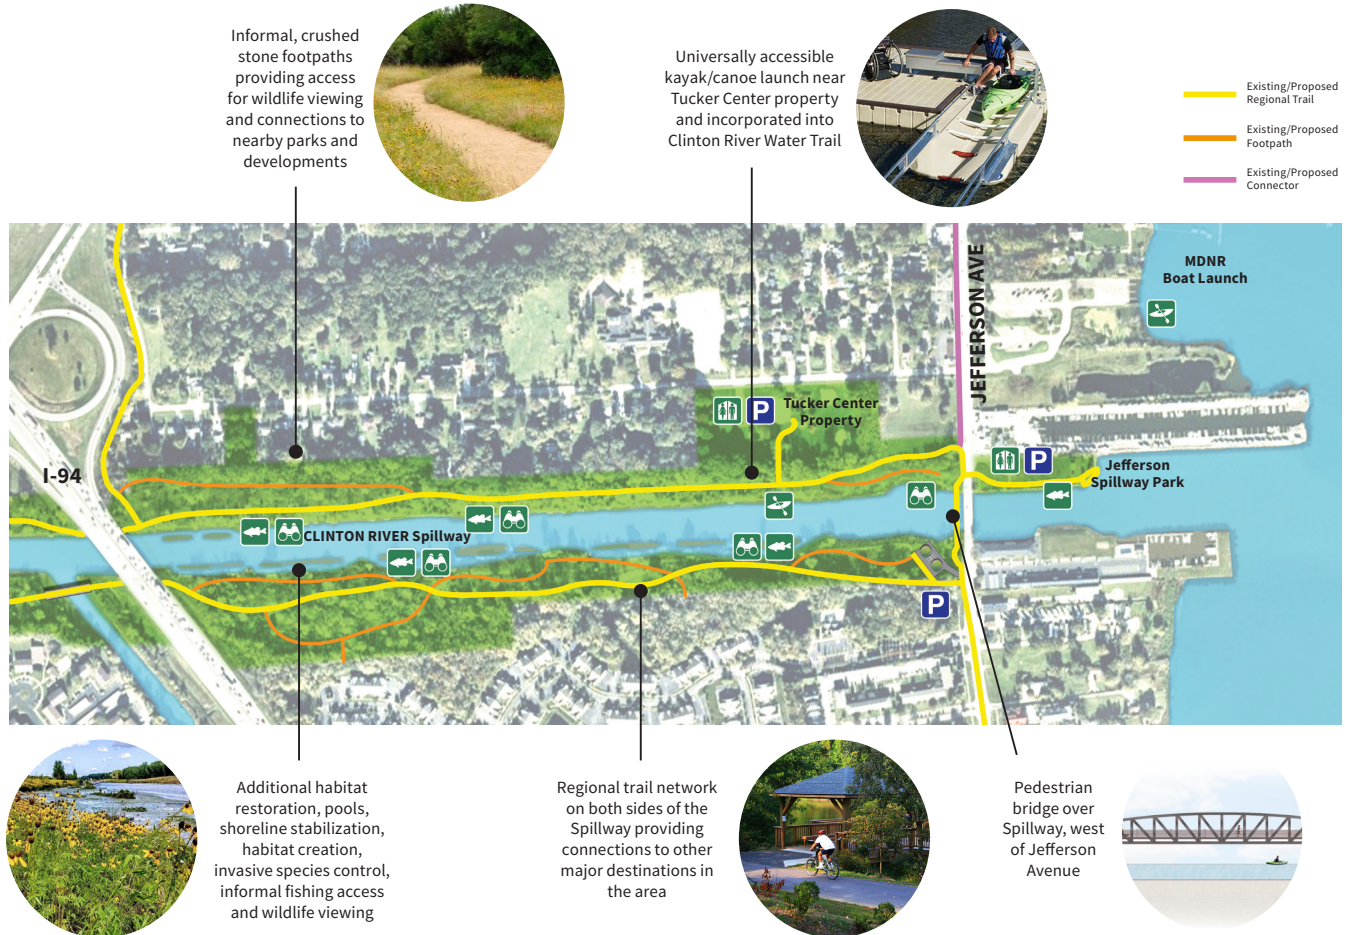 Informal, crushed
stone footpaths
providing access
for wildlife viewing
and connections to
nearby parks and
developments
Universally accessible
kayak/canoe launch near
Tucker Center property
and incorporated into
Clinton River Water Trail
Existing/Proposed
Regional Trail
Existing/Proposed
Footpath
Existing/Proposed
Connector
MDNR
Boat Launch
JEFFERSON AVE
P
Tucker Center
Property
I-94
P
Jefferson
Spillway Park
CLINTON RIVER Spillway
P
Additional habitat
restoration, pools,
shoreline stabilization,
habitat creation,
invasive species control,
informal fishing access
and wildlife viewing
Regional trail network
on both sides of the
Spillway providing
connections to other
major destinations in
the area
Pedestrian
bridge over
Spillway, west
of Jefferson
Avenue